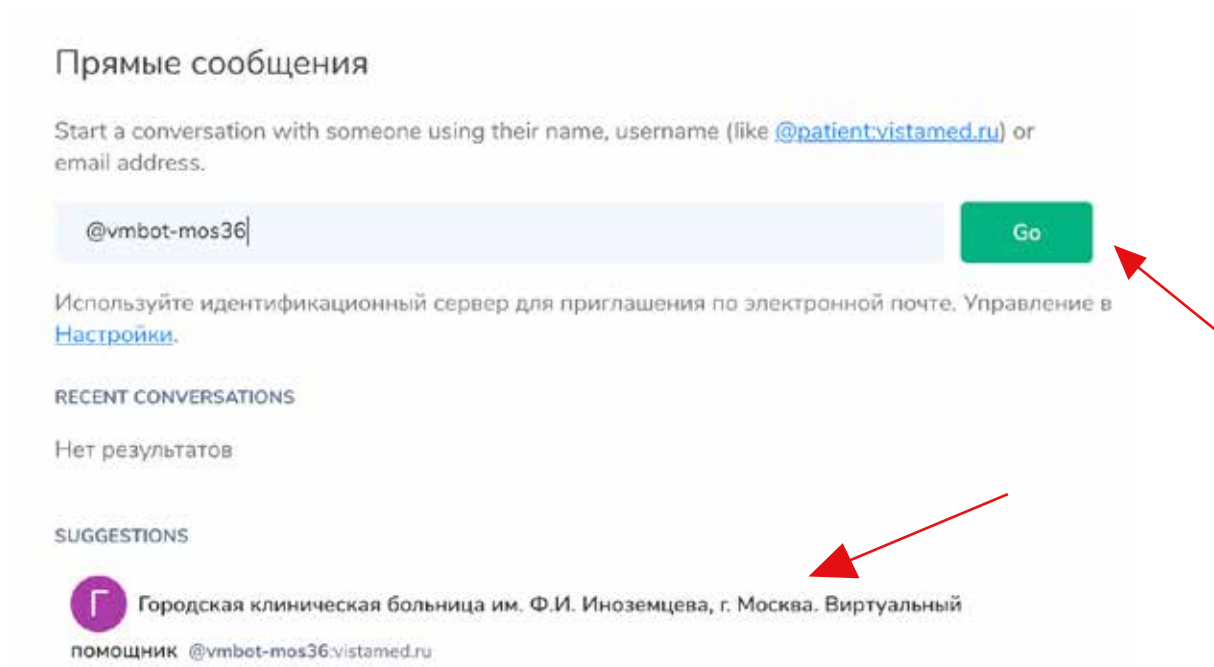 Прямые сообщения
Start a conversation with someone using their name, username (like @patient:vistamed.ru) or
email address.
@vmbot-mos36
Go
Используйте идентификационный сервер для приглашения по электронной почте. Управление в
Настройки.
RECENT CONVERSATIONS
Нет результатов
SUGGESTIONS
Г
Городская клиническая больница им. Ф.И. Иноземцева, г. Москва. Виртуальный
помощник @vmbot-mos36:vistamed.ru